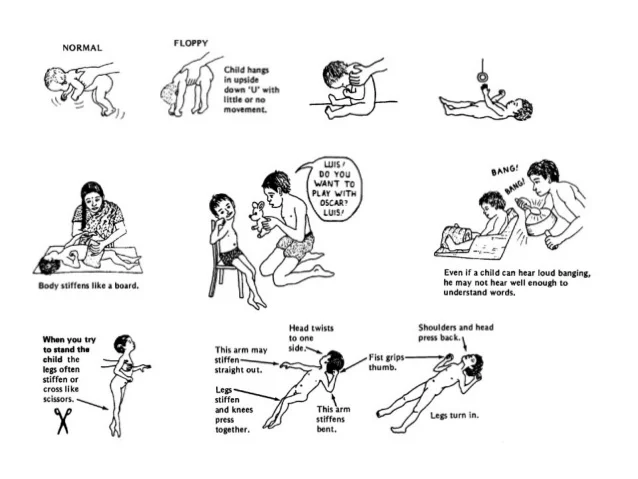 NORMAL
FLOPPY
Child hangs
in upside
down 'U' with
little or no
movement.
LUIS!
DO YOU
WANT TO
PLAY WITH
OSCAR?
LUIS!
BANG!
BANG!
Body stiffens like a board.
Even if a child can hear loud banging,
he may not hear well enough to
understand words.
When you try
to stand the
child the
legs often
stiffen or
cross like
scissors.
This arm may
stiffen
straight out.
Legs
stiffen
and knees
press
together.
Head twists
to one
side.
This arm
stiffens
bent.
Fist grips
thumb.
Shoulders and head
press back.
Legs turn in.